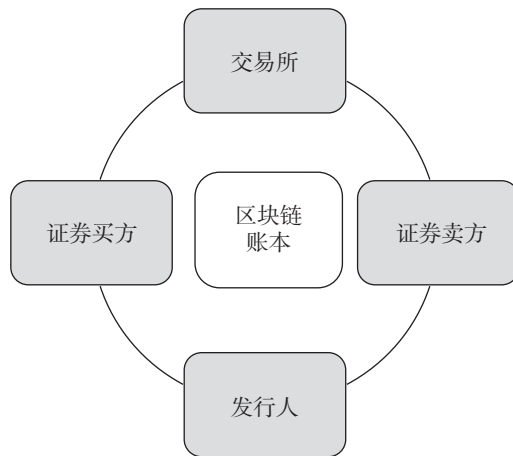 交易所
证券买方
区块链
账本
证券卖方
发行人